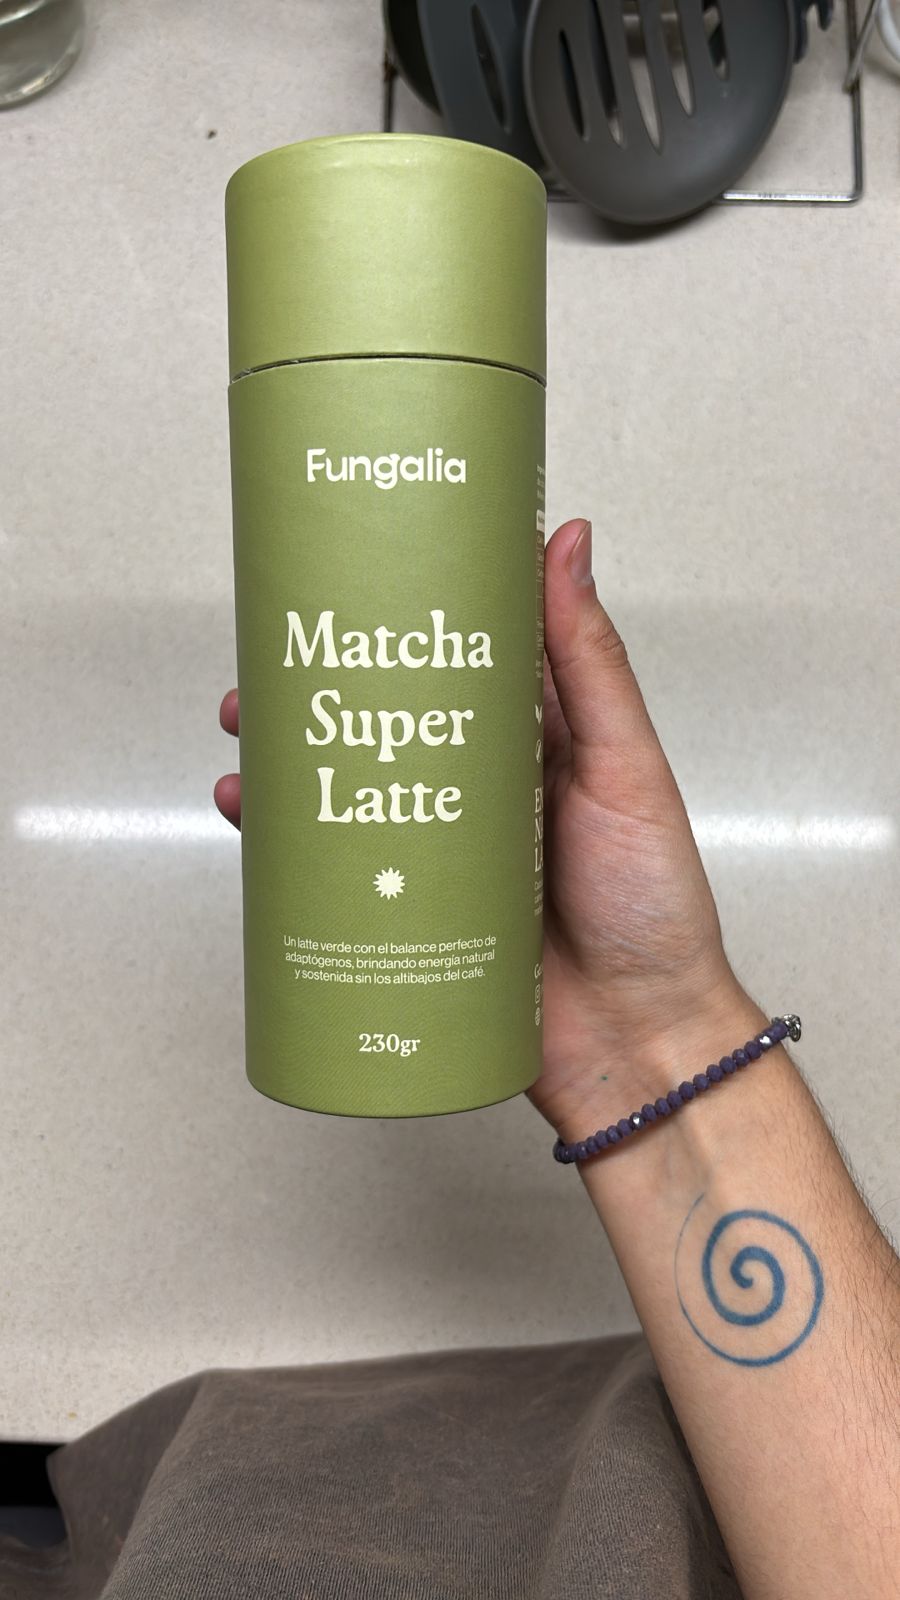 Fungalia
Matcha
Super
Latte
Un latte verde con el balance perfecto de
adaptógenos, brindando energía natural
y sostenida sin los altibajos del café.
230gr